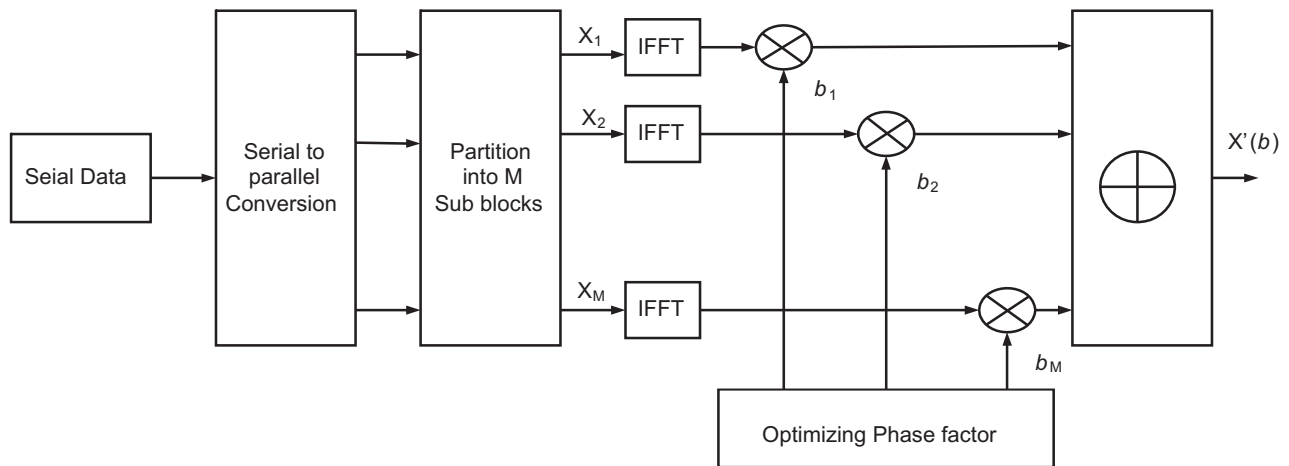 Seial Data
Serial to
parallel
Conversion
Partition
into M
Sub blocks
X1
IFFT
b1
X2
IFFT
b2
XM
IFFT
bM
X'(b)
Optimizing Phase factor